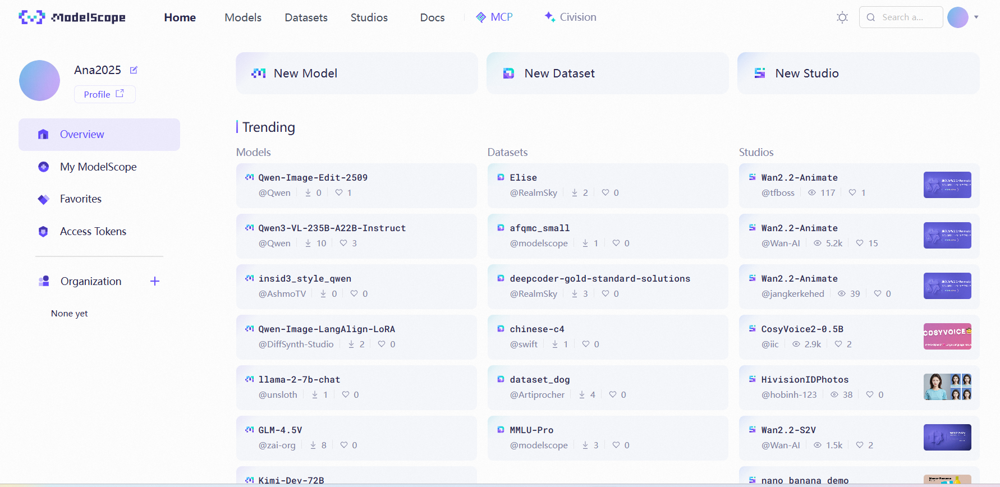 ModelScope
Home
Models
Datasets
Studios
Docs
MCP
Civision
Search a...
Ana2025
Profile
Overview
My ModelScope
Favorites
Access Tokens
Organization
None yet
New Model
New Dataset
New Studio
Trending
Models
Qwen-Image-Edit-2509
@Qwen 0 1
Qwen3-VL-235B-A22B-Instruct
@Qwen 10 3
insid3_style_qwen
@AshmoTV 0 0
Qwen-Image-LangAlign-LoRA
@DiffSynth-Studio 2 0
llama-2-7b-chat
@unsloth 1 0
GLM-4.5V
@zai-org 8 0
Kimi-Dev-72B
Datasets
Elise
@RealmSky 2 0
afqmc_small
@modelscope 1 0
deepcoder-gold-standard-solutions
@RealmSky 3 0
chinese-c4
@swift 1 0
dataset_dog
@Artiprocher 4 0
MMLU-Pro
@modelscope 3 0
Studios
Wan2.2-Animate
@tfboss 117 1
Wan2.2-Animate
@Wan-AI 5.2k 15
Wan2.2-Animate
@jangkerkehed 39 0
CosyVoice2-0.5B
@iic 2.9k 2
COSYVOICE
HivisionIDPhotos
@hobinh-123 38 0
Wan2.2-S2V
@Wan-AI 1.5k 2
nano banana demo